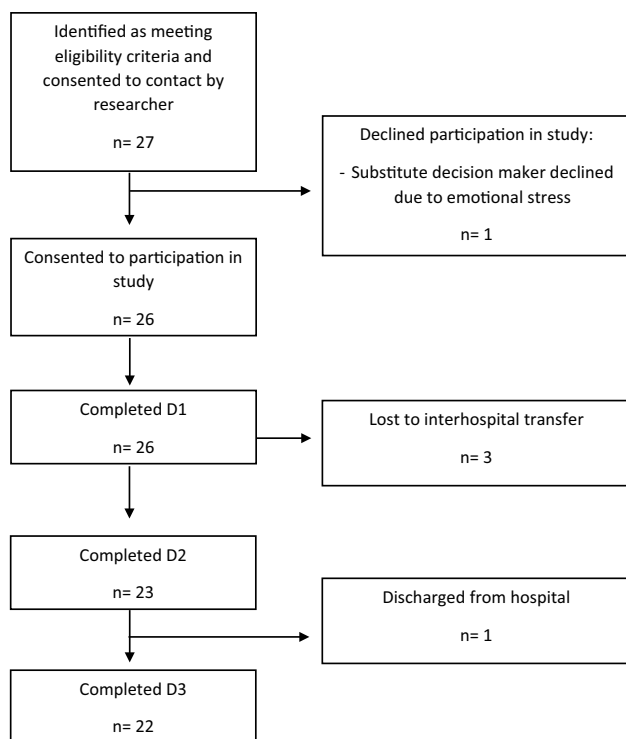 Identified as meeting
eligibility criteria and
consented to contact by
researcher
n= 27
Declined participation in study:
- Substitute decision maker declined
due to emotional stress
n= 1
Consented to participation in
study
n= 26
Completed D1
n= 26
Lost to interhospital transfer
n= 3
Completed D2
n= 23
Discharged from hospital
n= 1
Completed D3
n= 22